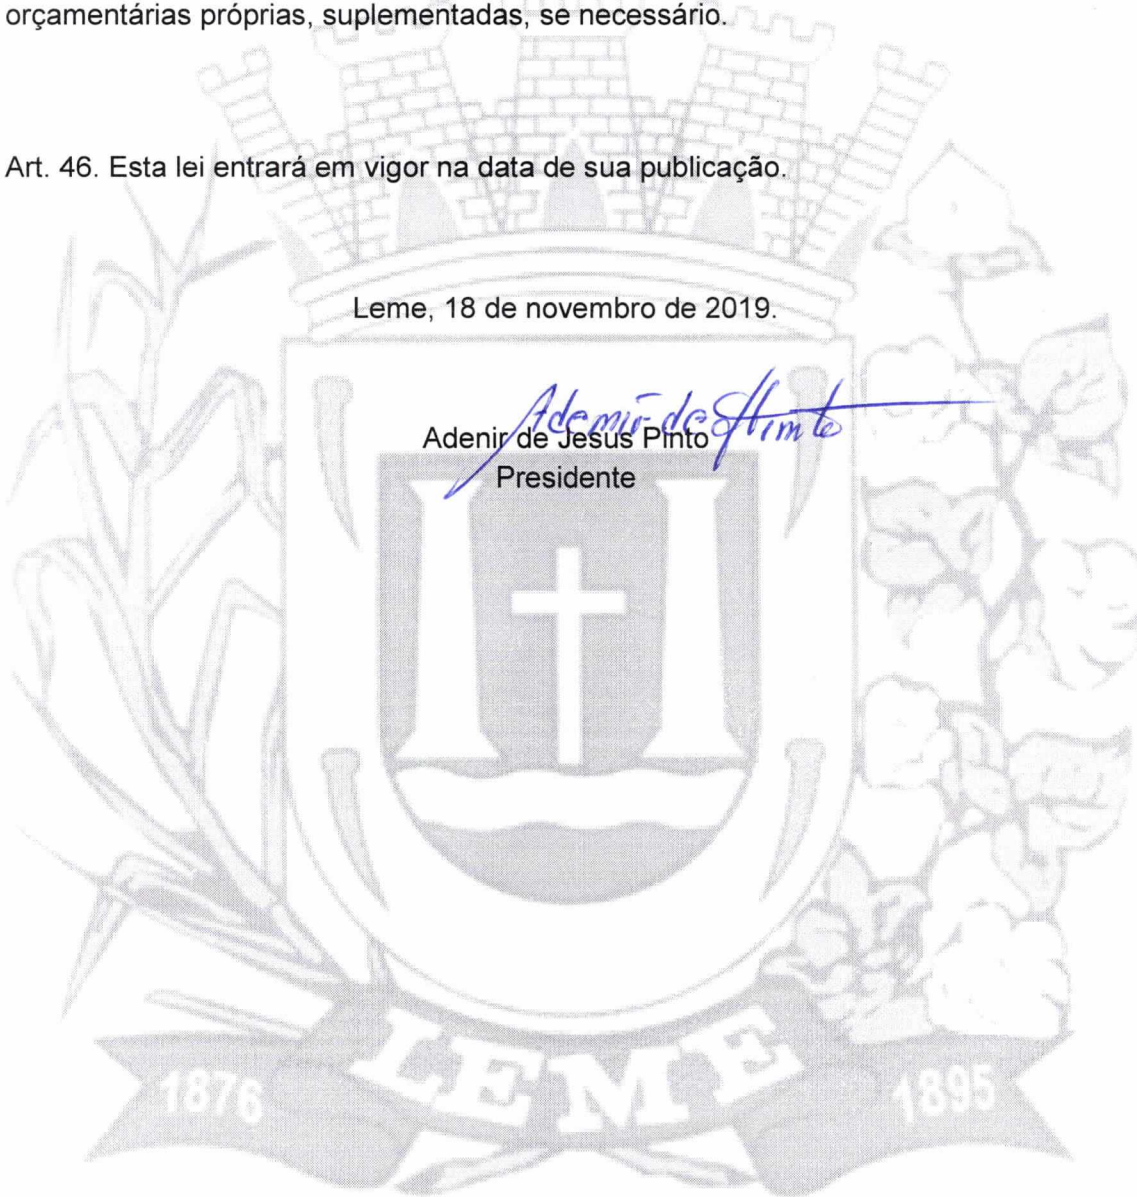 orçamentárias próprias, suplementadas, se necessário.
Art. 46. Esta lei entrará em vigor na data de sua publicação.
Leme, 18 de novembro de 2019.
Adenir de Jesus Pinto
Presidente
LEME
1876
1895